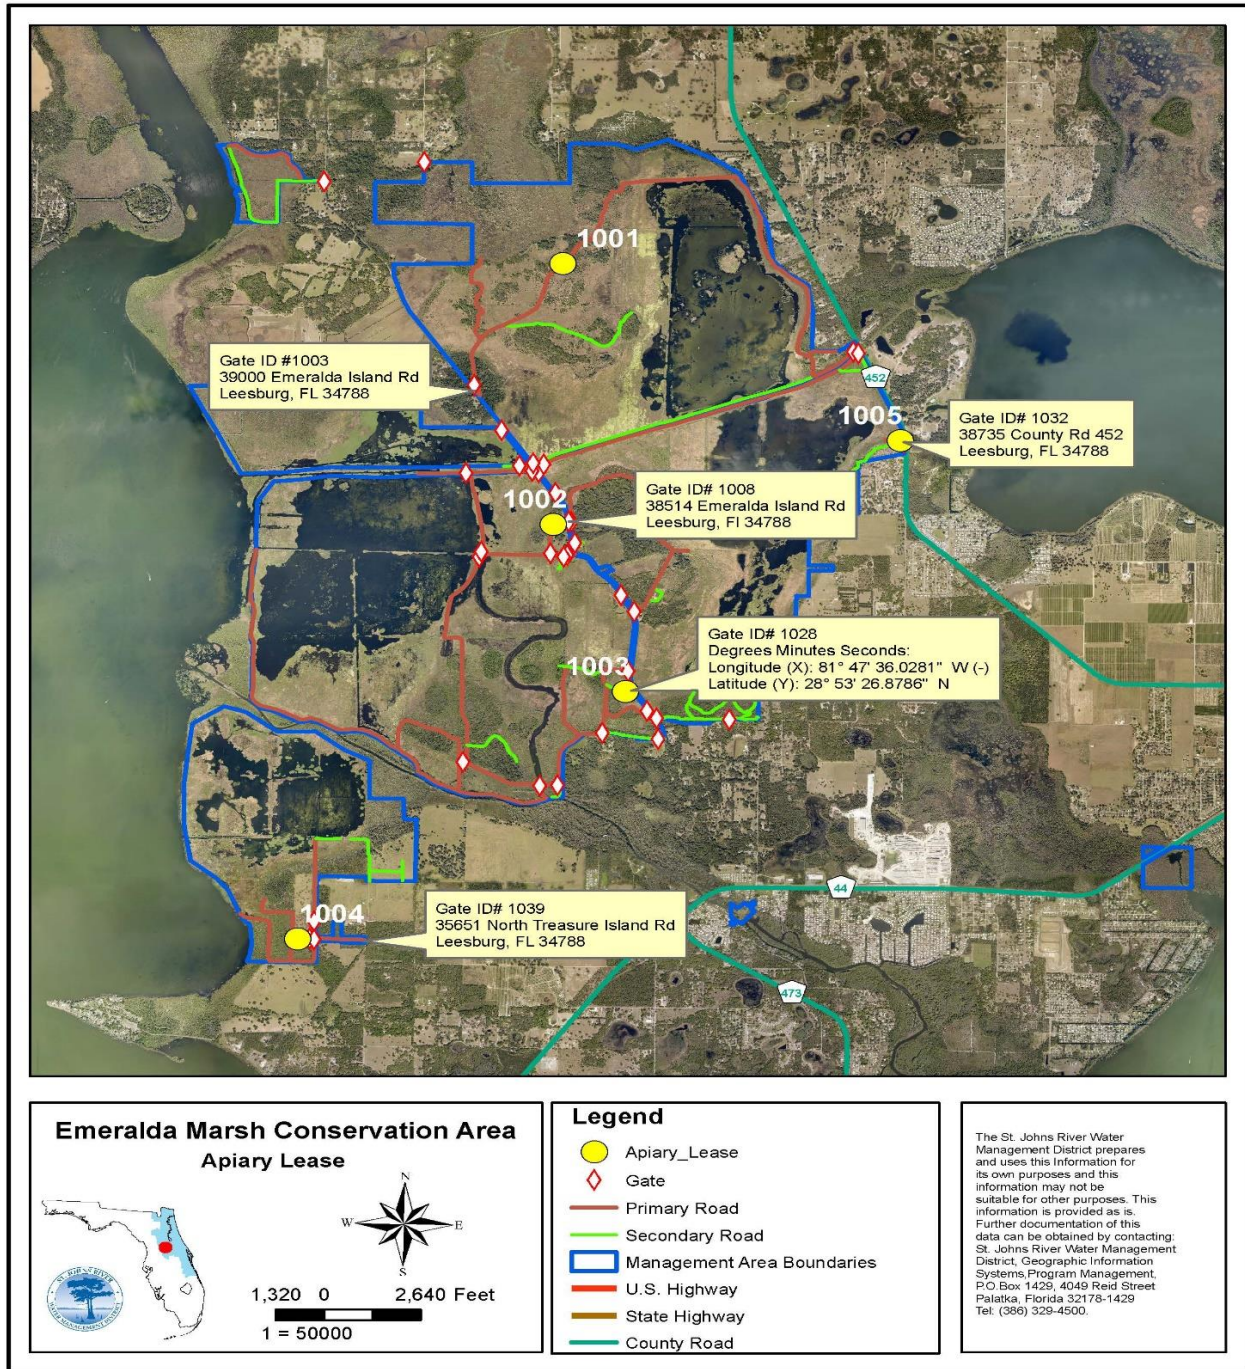 1001
Gate ID #1003
39000 Emeralda Island Rd
Leesburg, FL 34788
452
1005
Gate ID# 1032
38735 County Rd 452
Leesburg, FL 34788
1002
Gate ID# 1008
38514 Emeralda Island Rd
Leesburg, Fl 34788
1003
Gate ID# 1028
Degrees Minutes Seconds:
Longitude (X): 81° 47' 36.0281" W (-)
Latitude (Y): 28° 53' 26.8786" N
44
1004
Gate ID# 1039
35651 North Treasure Island Rd
Leesburg, FL 34788
473
Emeralda Marsh Conservation Area
Apiary Lease
N
W E
S
ST. JOHNS RIVER
WATER MANAGEMENT DISTRICT
1,320 0 2,640 Feet
1 = 50000
Legend
Apiary_Lease
Gate
Primary Road
Secondary Road
Management Area Boundaries
U.S. Highway
State Highway
County Road
The St. Johns River Water
Management District prepares
and uses this Information for
its own purposes and this
information may not be
suitable for other purposes. This
information is provided as is.
Further documentation of this
data can be obtained by contacting:
St. Johns River Water Management
District, Geographic Information
Systems,Program Management,
P.O.Box 1429, 4049 Reid Street
Palatka, Florida 32178-1429
Tel: (386) 329-4500.